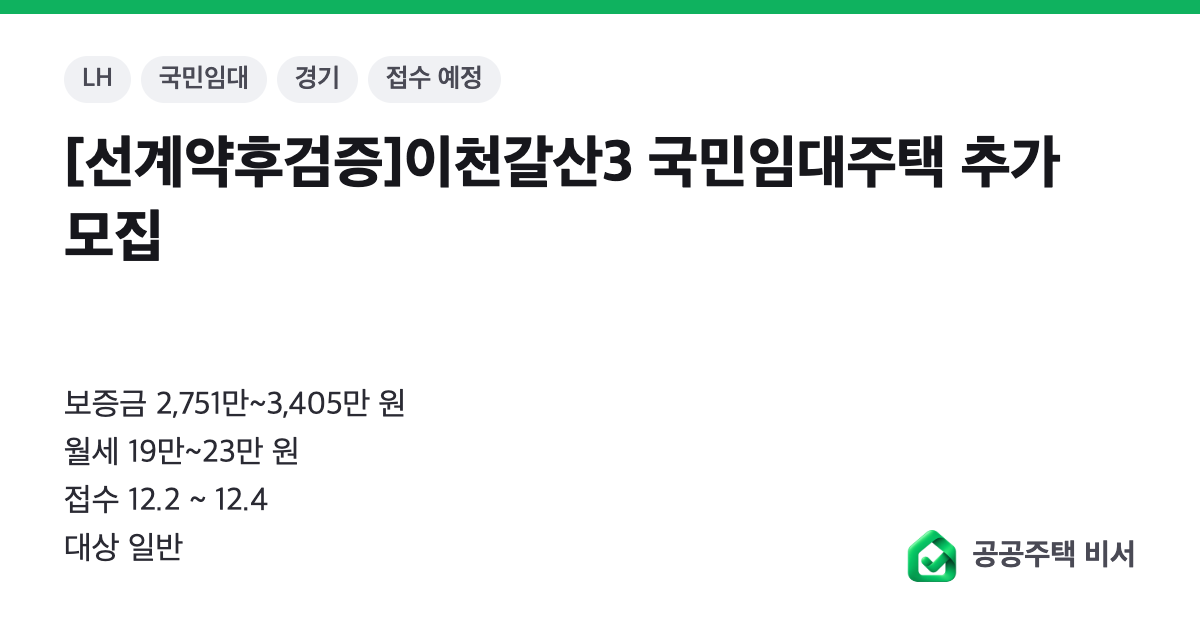 LH 국민임대 경기 접수 예정
[선계약후검증]이천갈산3 국민임대주택 추가
모집
보증금 2,751만~3,405만 원
월세 19만~23만 원
접수 12.2 ~ 12.4
대상 일반
공공주택 비서